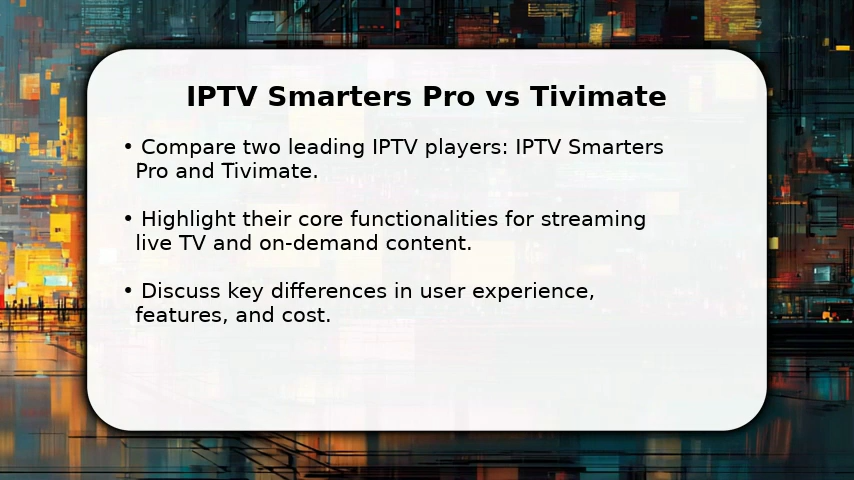 IPTV Smarters Pro vs Tivimate
• Compare two leading IPTV players: IPTV Smarters
Pro and Tivimate.
• Highlight their core functionalities for streaming
live TV and on-demand content.
• Discuss key differences in user experience,
features, and cost.